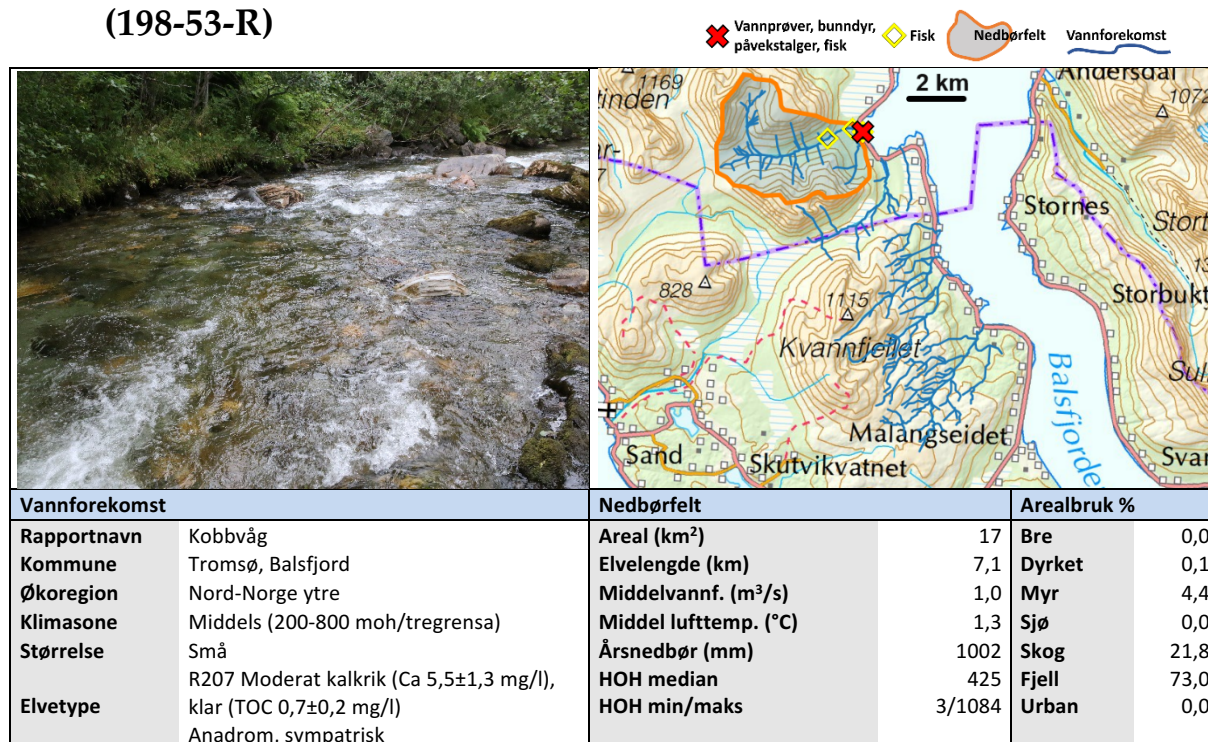 (198-53-R)
Vannprøver, bunndyr,
påvekstalger, fisk
Fisk
Nedbørfelt
Vannforekomst
1169
tinden
2 km
Andersdal
1072
Stornes
Stort
828
1115
Storbukt
Kvannfjellet
Balsfjorde
Sul
Malangseidet
Sand
Skutvikvatnet
Svar
Vannforekomst
Nedbørfelt
Arealbruk %
Rapportnavn Kobbvåg Areal (km²) 17 Bre 0,0
Kommune Tromsø, Balsfjord Elvelengde (km) 7,1 Dyrket 0,1
Økoregion Nord-Norge ytre Middelvannf. (m³/s) 1,0 Myr 4,4
Klimasone Middels (200-800 moh/tregrensa) Middel lufttemp. (°C) 1,3 Sjø 0,0
Størrelse Små Årsnedbør (mm) 1002 Skog 21,8
R207 Moderat kalkrik (Ca 5,5±1,3 mg/l), HOH median 425 Fjell 73,0
Elvetype klar (TOC 0,7±0,2 mg/l) HOH min/maks 3/1084 Urban 0,0
Anadrom, sympatrisk